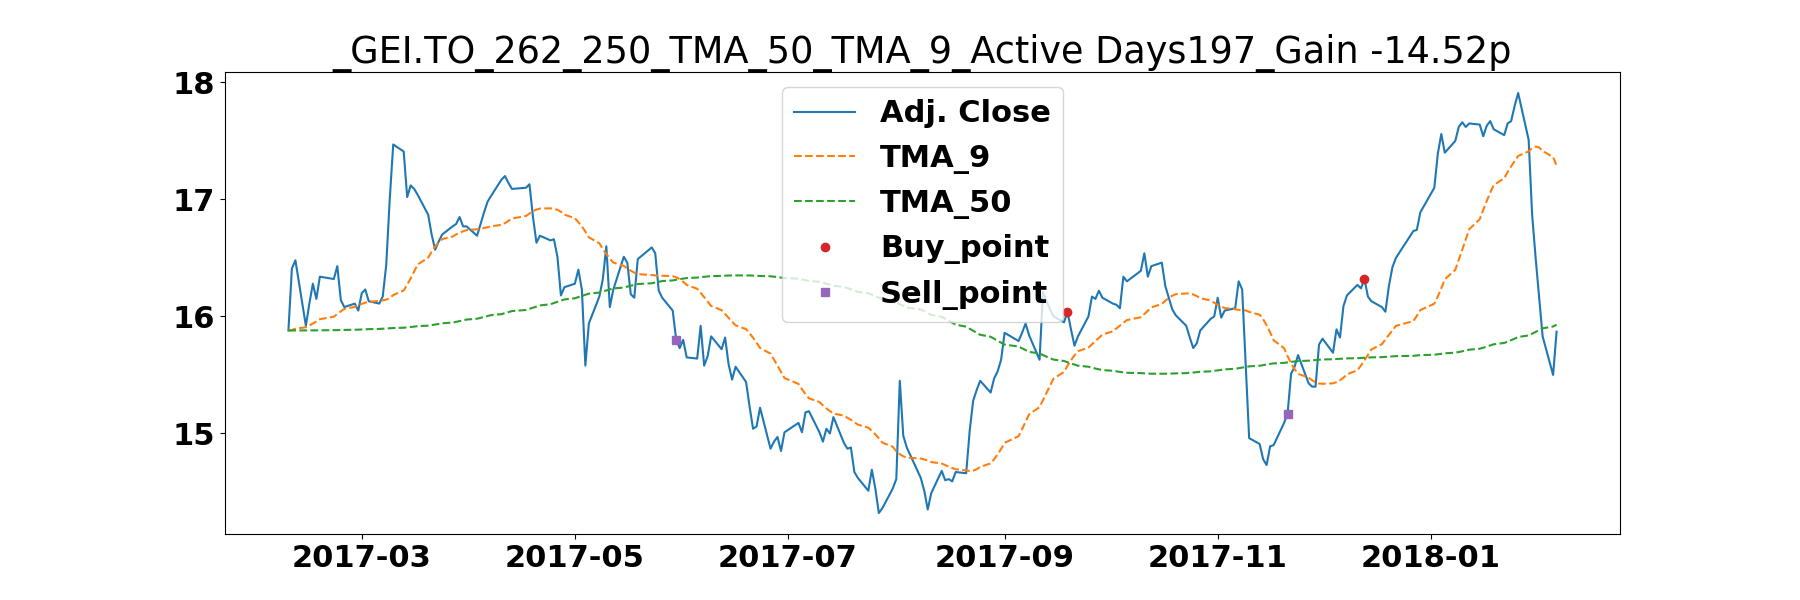 _GEI.TO_262_250_TMA_50_TMA_9_Active Days197_Gain -14.52p
18
17
16
15
Adj. Close
TMA_9
TMA_50
Buy_point
Sell_point
2017-03 2017-05 2017-07 2017-09 2017-11 2018-01